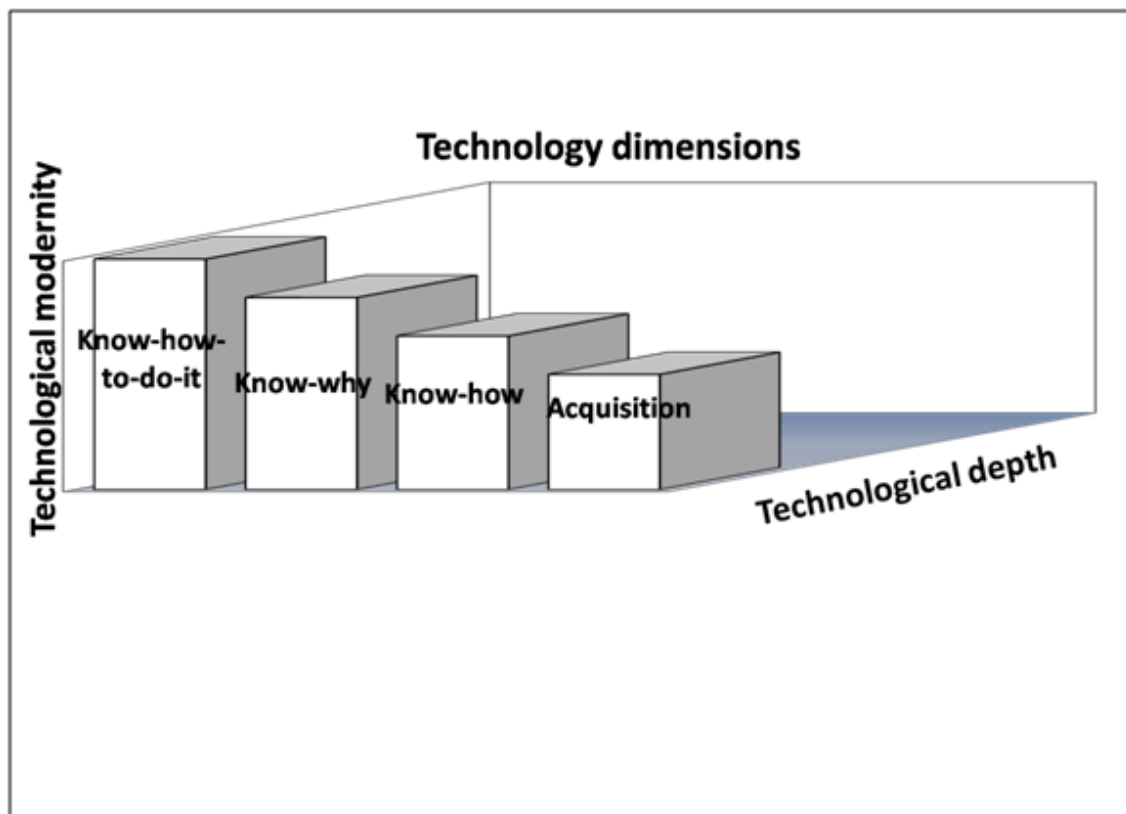 Technology dimensions
Technological modernity
Know-how-
to-do-it
Know-why
Know-how
Acquisition
Technological depth